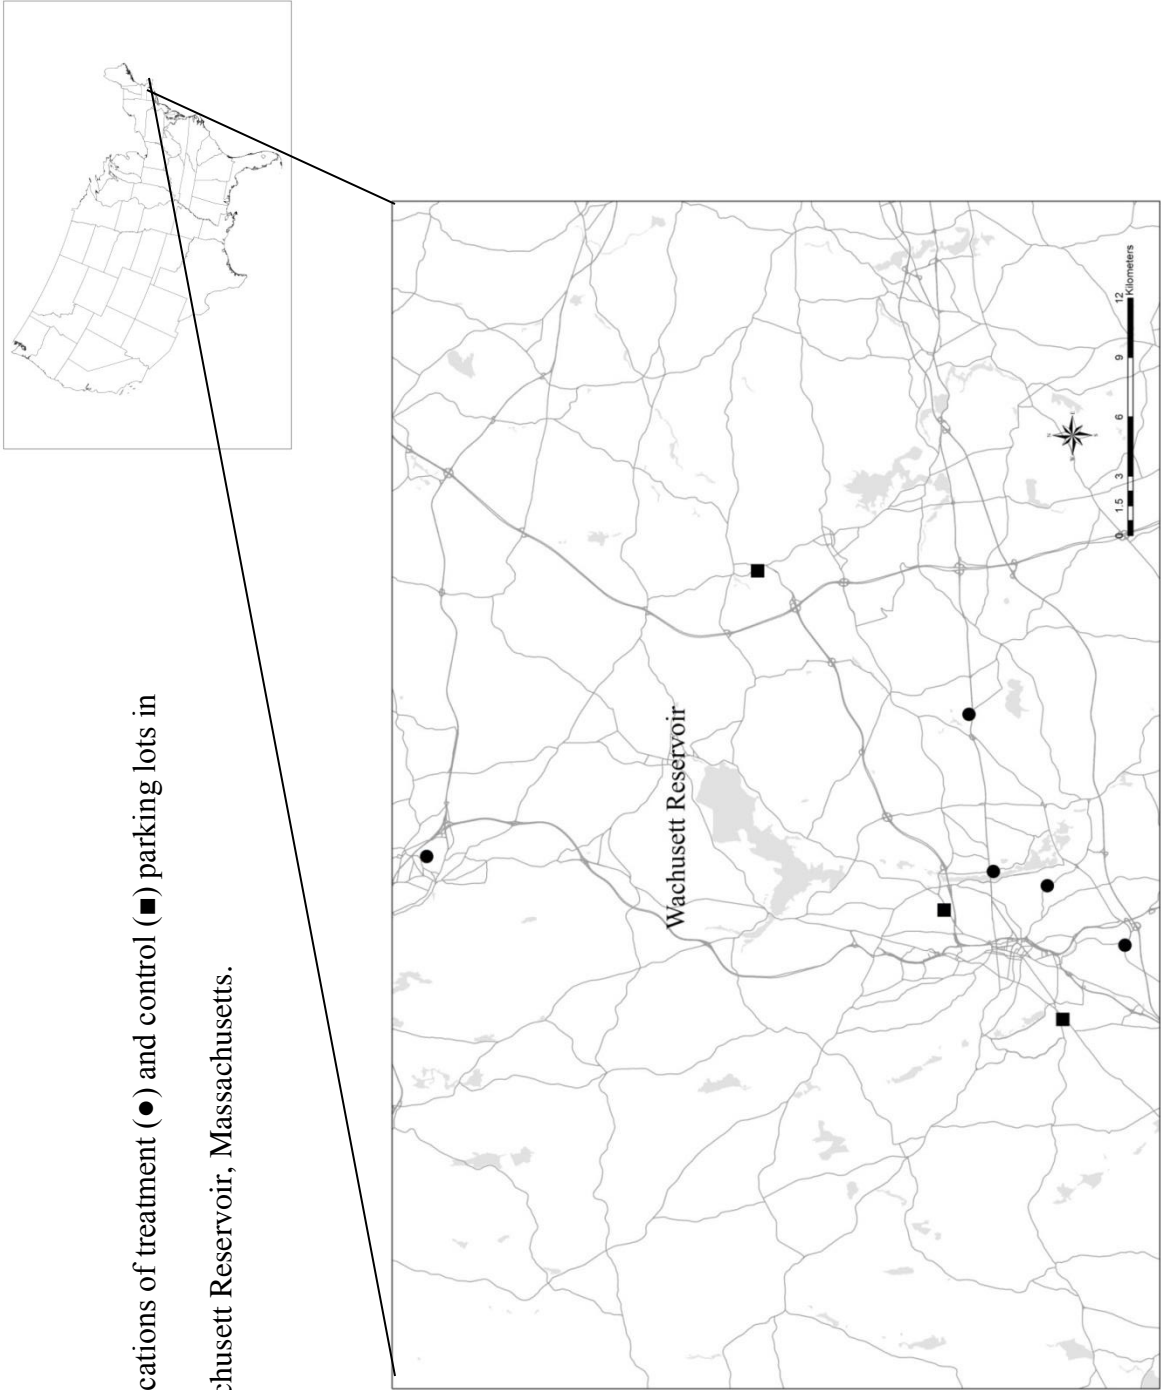 cations of treatment (●) and control (■) parking lots in
chusett Reservoir, Massachusetts.
Wachusett Reservoir
0 1.5 3 6 9 12
Kilometers